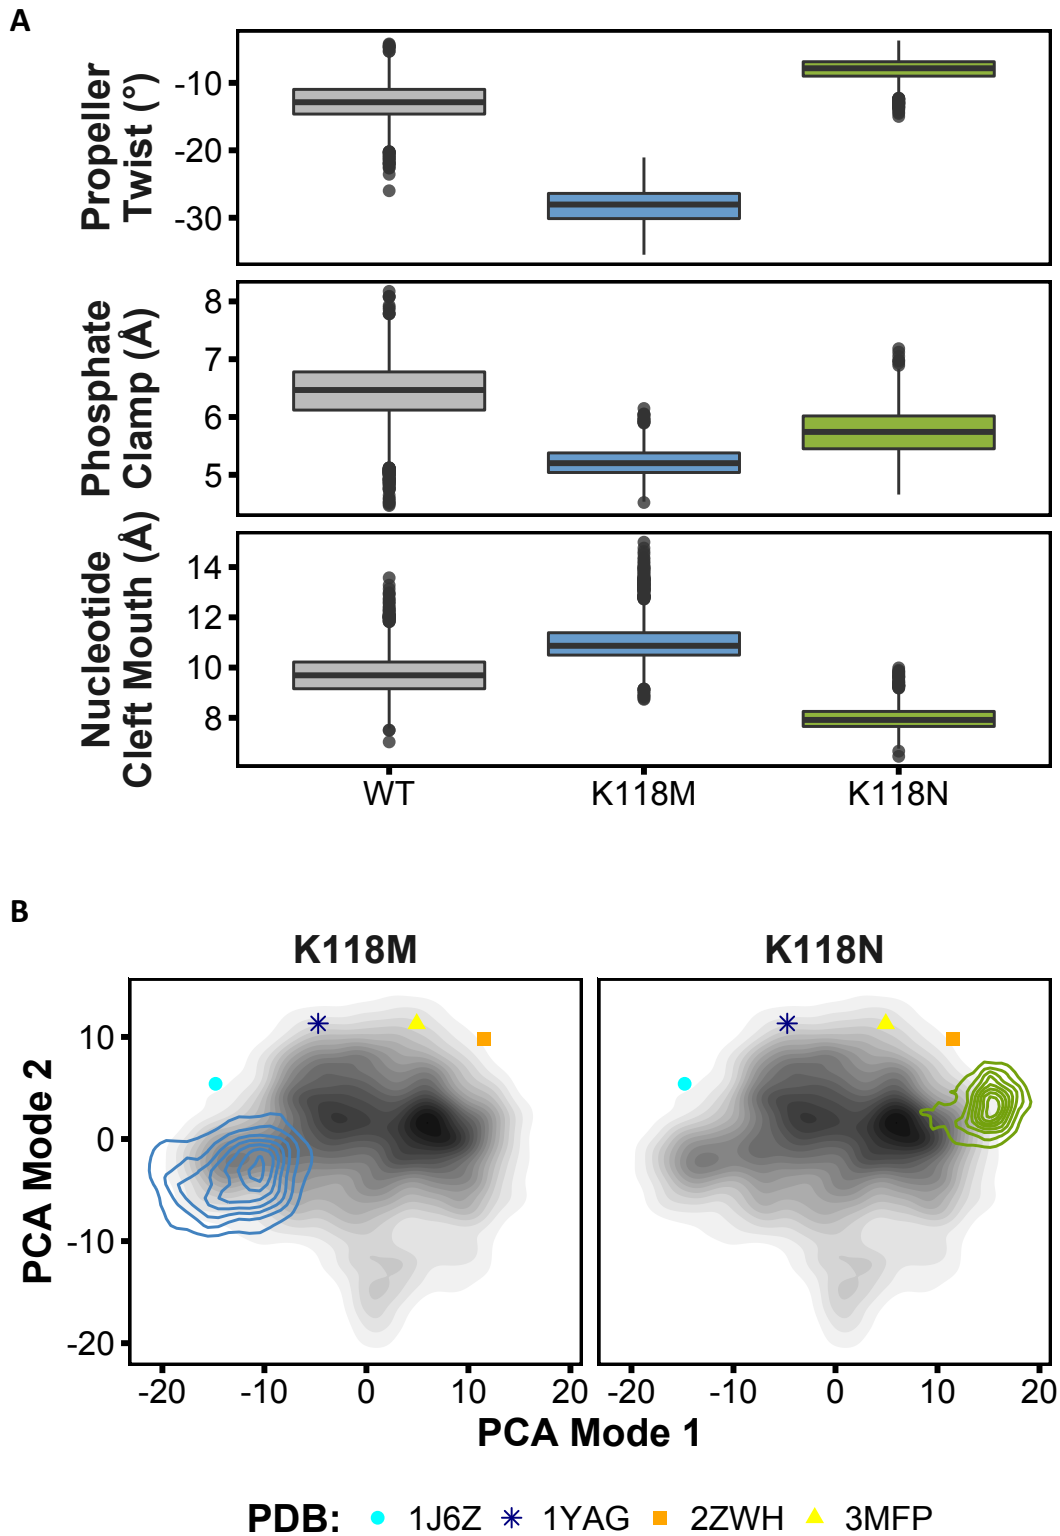 A
Propeller
Twist (°)
-10
-20
-30
Phosphate
Clamp (Å)
8
7
6
5
Nucleotide
Cleft Mouth (Å)
14
12
10
8
WT K118M K118N
B
K118M K118N
PCA Mode 2
10
0
-10
-20
-20 -10 0 10 20 -20 -10 0 10 20
PCA Mode 1
PDB: 1J6Z 1YAG 2ZWH 3MFP